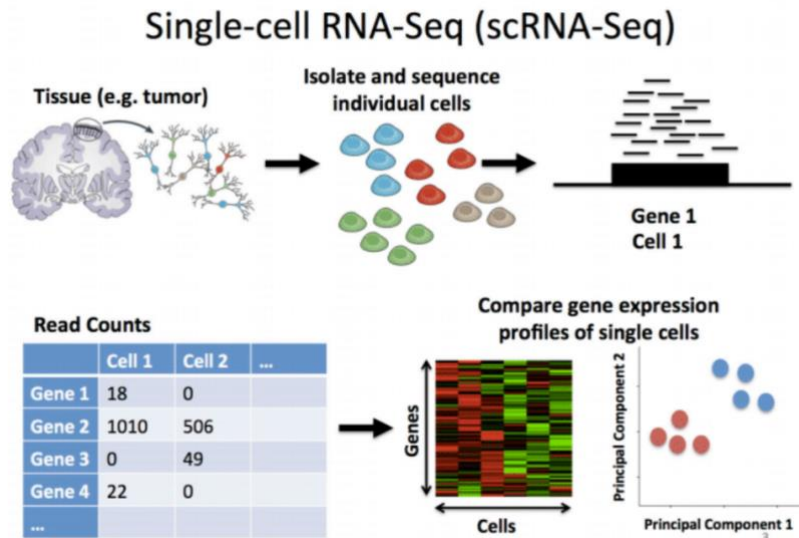 Single-cell RNA-Seq (scRNA-Seq)
Tissue (e.g. tumor)
Isolate and sequence
individual cells
Gene 1
Cell 1
Read Counts
Cell 1 Cell 2 ...
Gene 1 18 0
Gene 2 1010 506
Gene 3 0 49
Gene 4 22 0
...
Compare gene expression
profiles of single cells
Genes
Cells
Principal Component 2
Principal Component 1
3